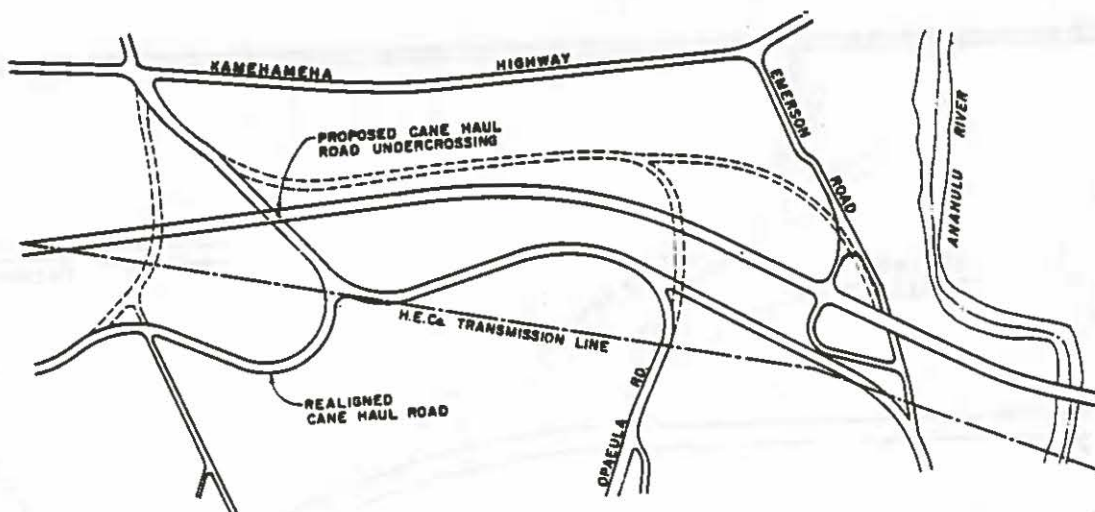 KAMEHAMEHA HIGHWAY
EMERSON ROAD
ANAHULU RIVER
PROPOSED CANE HAUL
ROAD UNDERCROSSING
H.E.Co. TRANSMISSION LINE
REALIGNED
CANE HAUL ROAD
OPAEULA RD.